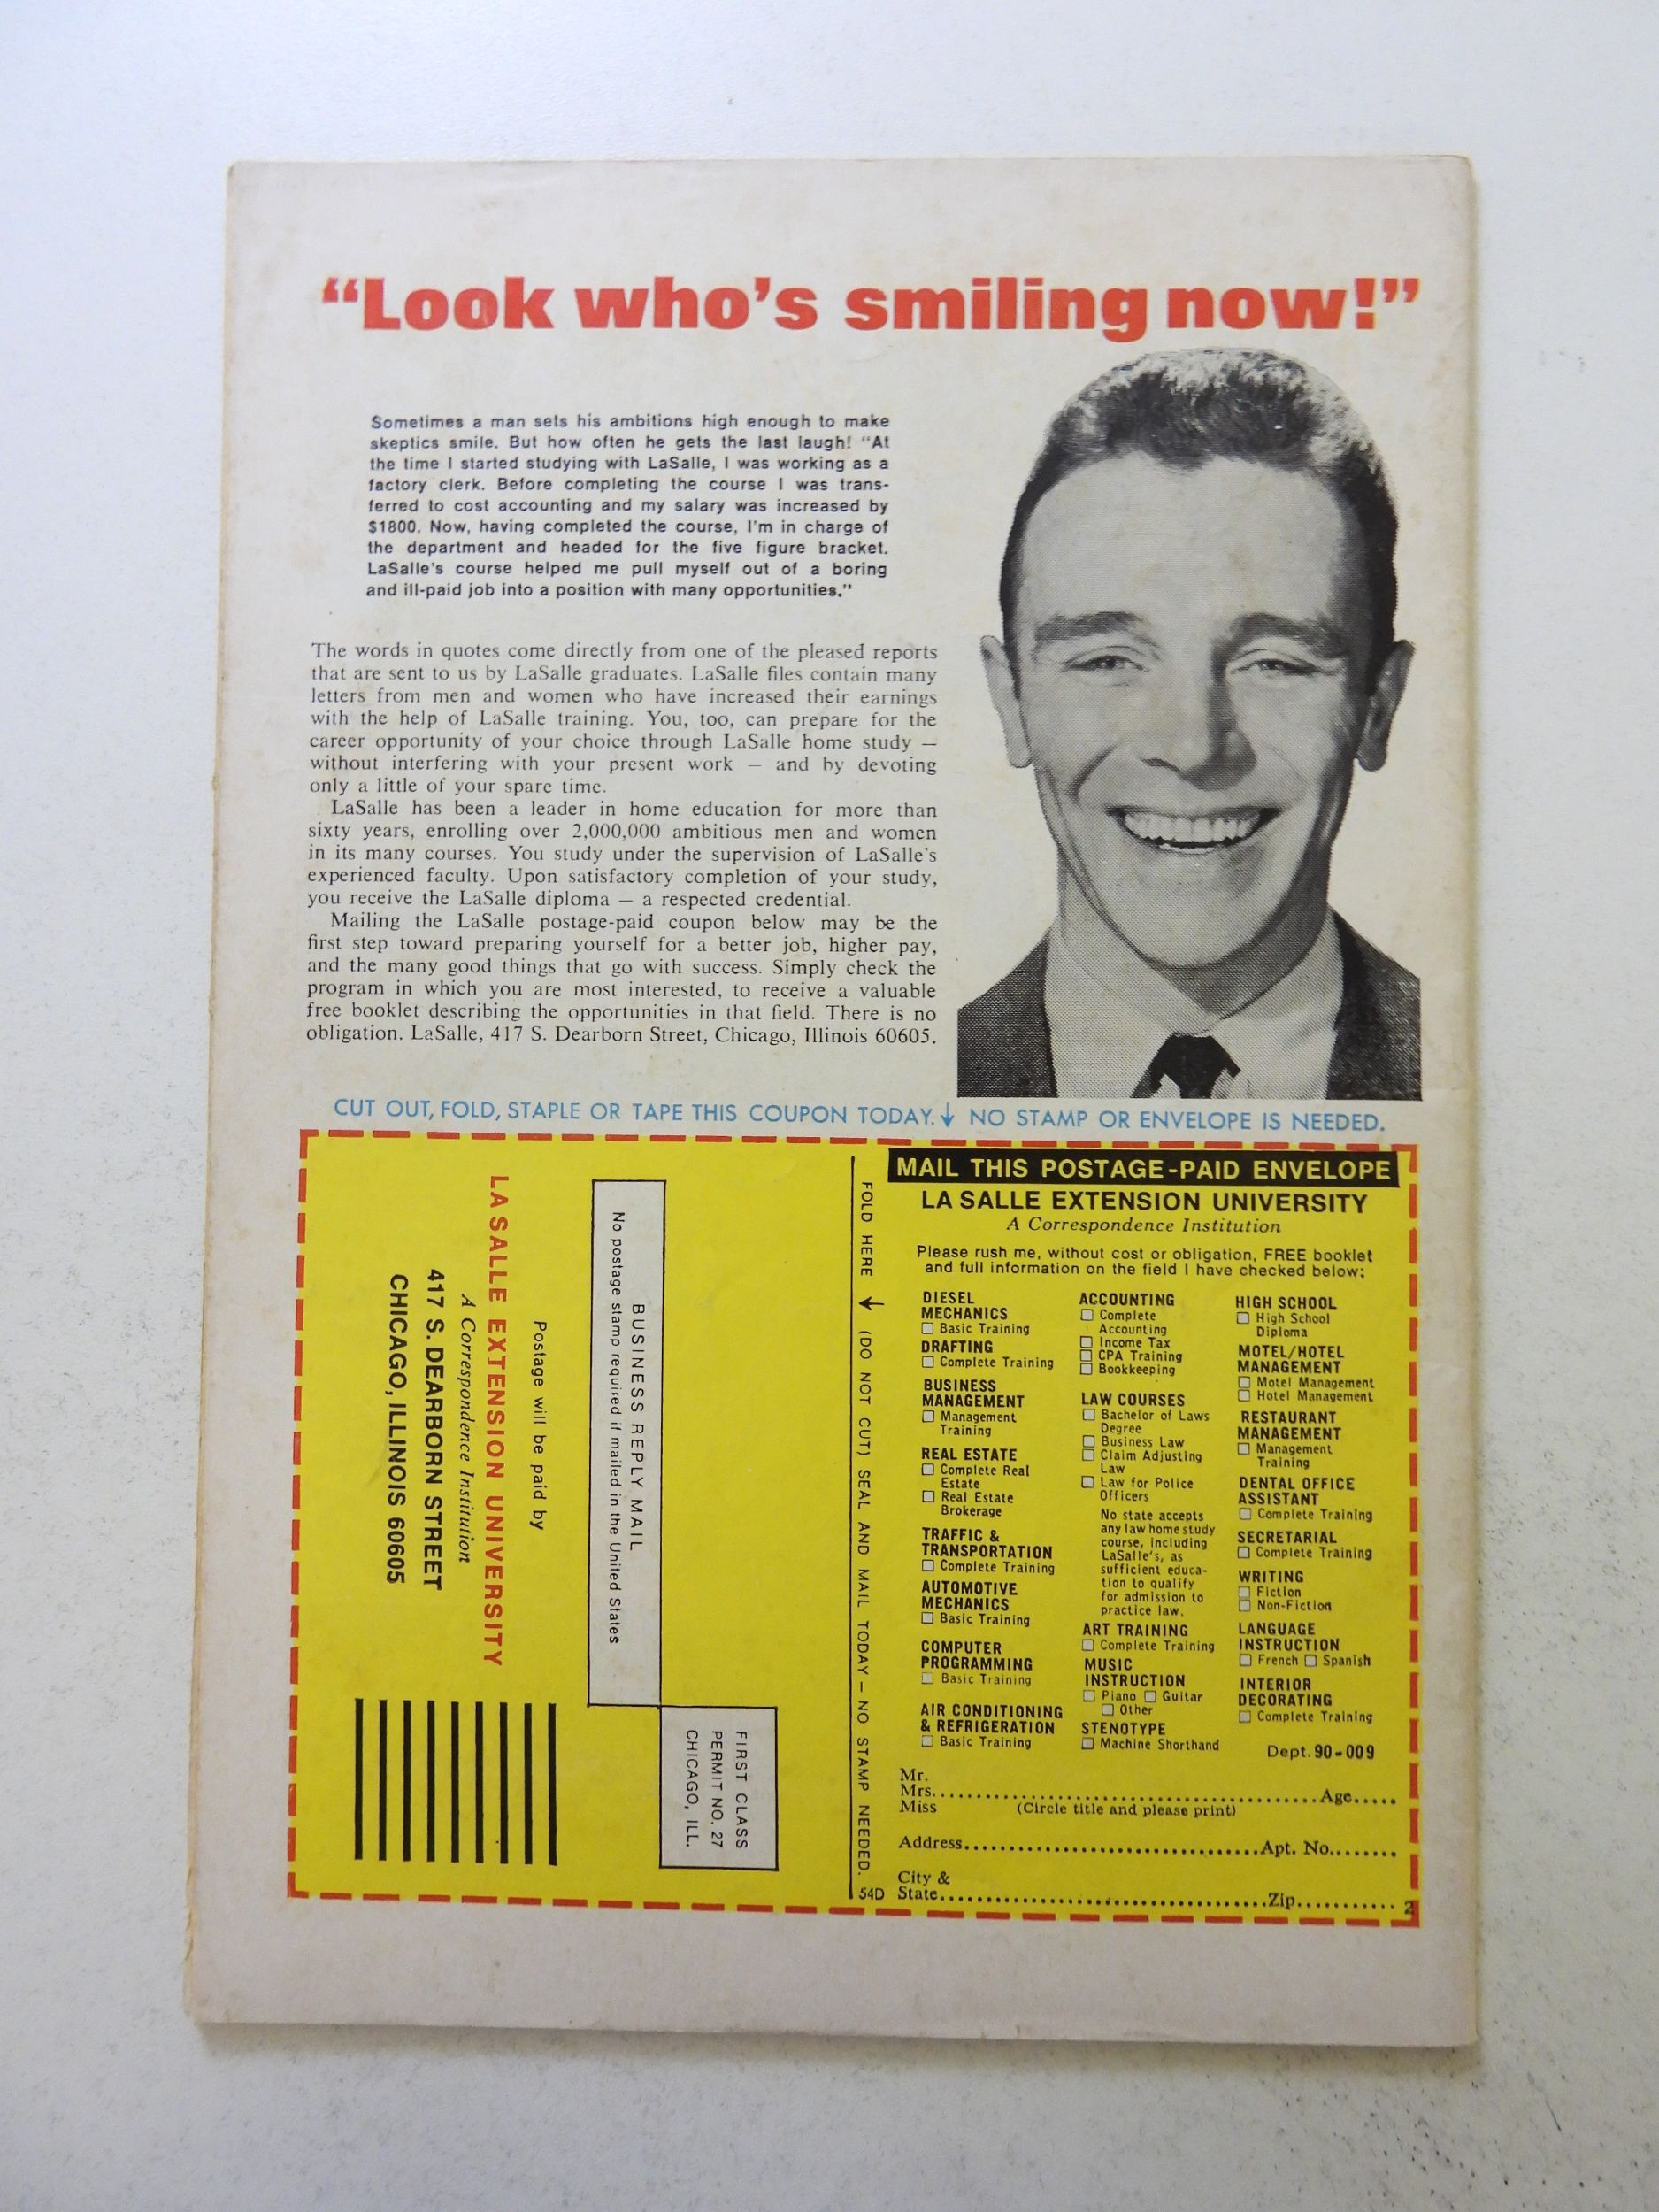 “Look who’s smiling now!”
Sometimes a man sets his ambitions high enough to make
skeptics smile. But how often he gets the last laugh! “At
the time I started studying with LaSalle, I was working as a
factory clerk. Before completing the course I was trans-
ferred to cost accounting and my salary was increased by
$1800. Now, having completed the course, I’m in charge of
the department and headed for the five figure bracket.
LaSalle’s course helped me pull myself out of a boring
and ill-paid job into a position with many opportunities.”
The words in quotes come directly from one of the pleased reports
that are sent to us by LaSalle graduates. LaSalle files contain many
letters from men and women who have increased their earnings
with the help of LaSalle training. You, too, can prepare for the
career opportunity of your choice through LaSalle home study —
without interfering with your present work — and by devoting
only a little of your spare time.
LaSalle has been a leader in home education for more than
sixty years, enrolling over 2,000,000 ambitious men and women
in its many courses. You study under the supervision of LaSalle’s
experienced faculty. Upon satisfactory completion of your study,
you receive the LaSalle diploma — a respected credential.
Mailing the LaSalle postage-paid coupon below may be the
first step toward preparing yourself for a better job, higher pay,
and the many good things that go with success. Simply check the
program in which you are most interested, to receive a valuable
free booklet describing the opportunities in that field. There is no
obligation. LaSalle, 417 S. Dearborn Street, Chicago, Illinois 60605.
CUT OUT, FOLD, STAPLE OR TAPE THIS COUPON TODAY. ↓ NO STAMP OR ENVELOPE IS NEEDED.
FIRST CLASS
PERMIT NO. 27
CHICAGO, ILL.
BUSINESS REPLY MAIL
No postage stamp required if mailed in the United States
Postage will be paid by
LA SALLE EXTENSION UNIVERSITY
A Correspondence Institution
417 S. DEARBORN STREET
CHICAGO, ILLINOIS 60605
FOLD HERE ↓ (DO NOT CUT) SEAL AND MAIL TODAY — NO STAMP NEEDED.
54D
MAIL THIS POSTAGE-PAID ENVELOPE
LA SALLE EXTENSION UNIVERSITY
A Correspondence Institution
Please rush me, without cost or obligation, FREE booklet
and full information on the field I have checked below:
DIESEL
MECHANICS
☐ Basic Training
DRAFTING
☐ Complete Training
BUSINESS
MANAGEMENT
☐ Management
Training
REAL ESTATE
☐ Complete Real
Estate
☐ Real Estate
Brokerage
TRAFFIC &
TRANSPORTATION
☐ Complete Training
AUTOMOTIVE
MECHANICS
☐ Basic Training
COMPUTER
PROGRAMMING
☐ Basic Training
AIR CONDITIONING
& REFRIGERATION
☐ Basic Training
ACCOUNTING
☐ Complete
Accounting
☐ Income Tax
☐ CPA Training
☐ Bookkeeping
LAW COURSES
☐ Bachelor of Laws
Degree
☐ Business Law
☐ Claim Adjusting
Law
☐ Law for Police
Officers
No state accepts
any law home study
course, including
LaSalle’s, as
sufficient educa-
tion to qualify
for admission to
practice law.
ART TRAINING
☐ Complete Training
MUSIC
INSTRUCTION
☐ Piano ☐ Guitar
☐ Other
STENOTYPE
☐ Machine Shorthand
HIGH SCHOOL
☐ High School
Diploma
MOTEL/HOTEL
MANAGEMENT
☐ Motel Management
☐ Hotel Management
RESTAURANT
MANAGEMENT
☐ Management
Training
DENTAL OFFICE
ASSISTANT
☐ Complete Training
SECRETARIAL
☐ Complete Training
WRITING
☐ Fiction
☐ Non-Fiction
LANGUAGE
INSTRUCTION
☐ French ☐ Spanish
INTERIOR
DECORATING
☐ Complete Training
Dept. 90-009
Mr.
Mrs. Age
Miss (Circle title and please print)
Address Apt. No.
City &
State Zip 2